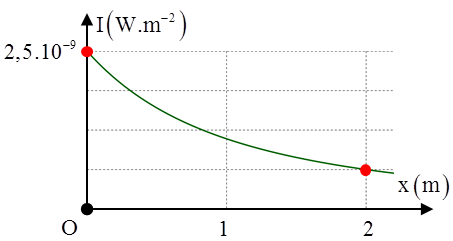 I(W.m⁻²)
2,5.10⁻⁹
x(m)
O 1 2